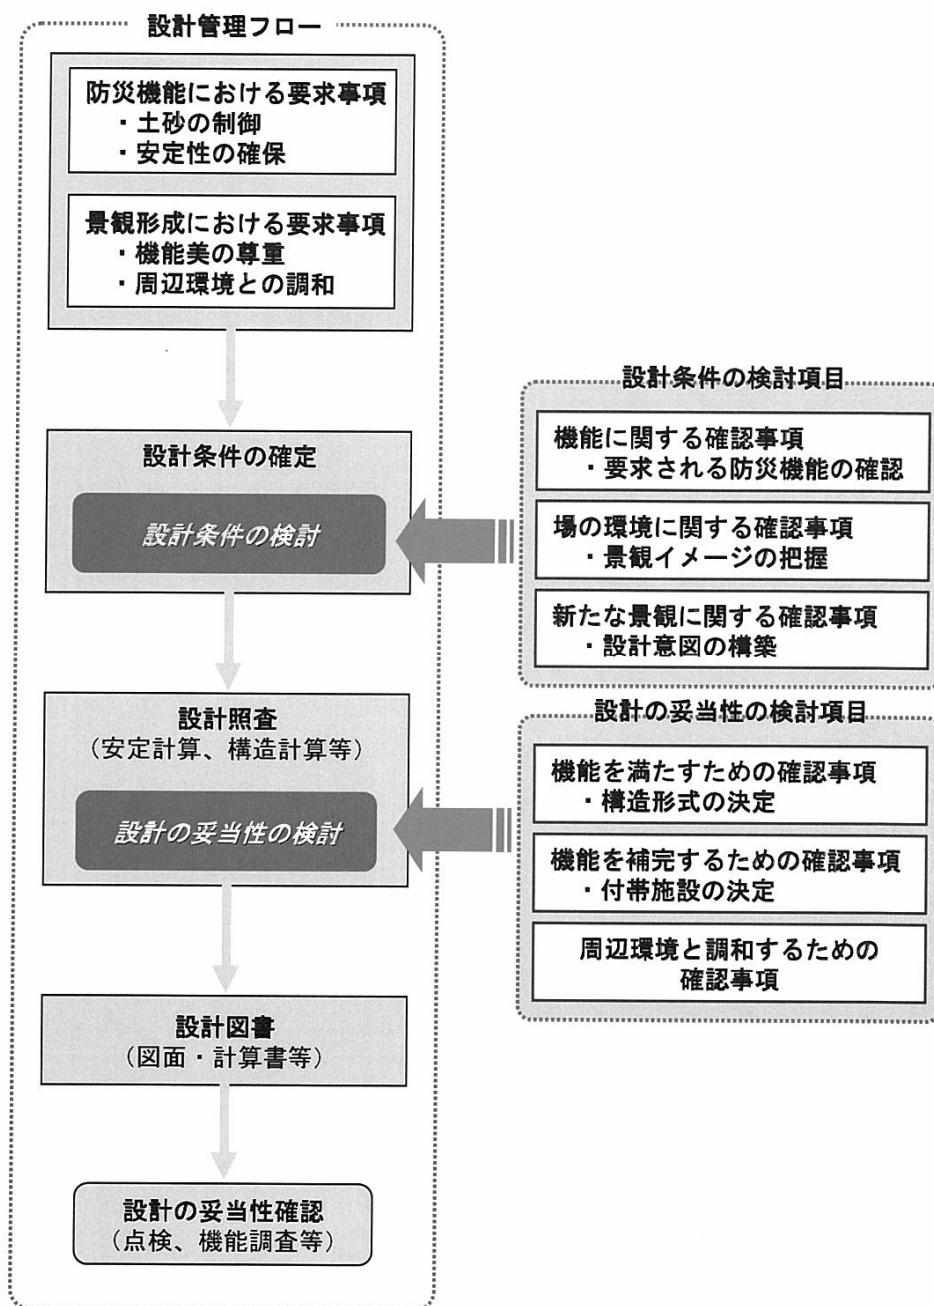 設計管理フロー
防災機能における要求事項
・土砂の制御
・安定性の確保
景観形成における要求事項
・機能美の尊重
・周辺環境との調和
設計条件の確定
設計条件の検討
設計条件の検討項目
機能に関する確認事項
・要求される防災機能の確認
場の環境に関する確認事項
・景観イメージの把握
新たな景観に関する確認事項
・設計意図の構築
設計照査
（安定計算、構造計算等）
設計の妥当性の検討
設計の妥当性の検討項目
機能を満たすための確認事項
・構造形式の決定
機能を補完するための確認事項
・付帯施設の決定
周辺環境と調和するための
確認事項
設計図書
（図面・計算書等）
設計の妥当性確認
（点検、機能調査等）